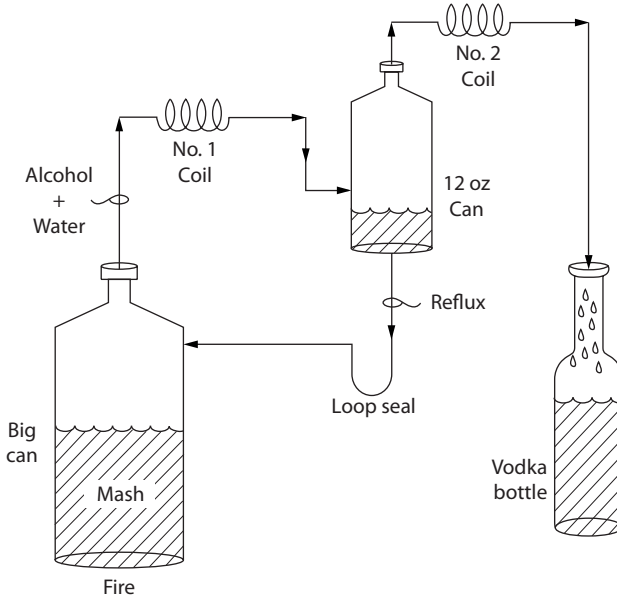 No. 2
Coil
No. 1
Coil
Alcohol
+
Water
12 oz
Can
Reflux
Loop seal
Big
can
Mash
Vodka
bottle
Fire